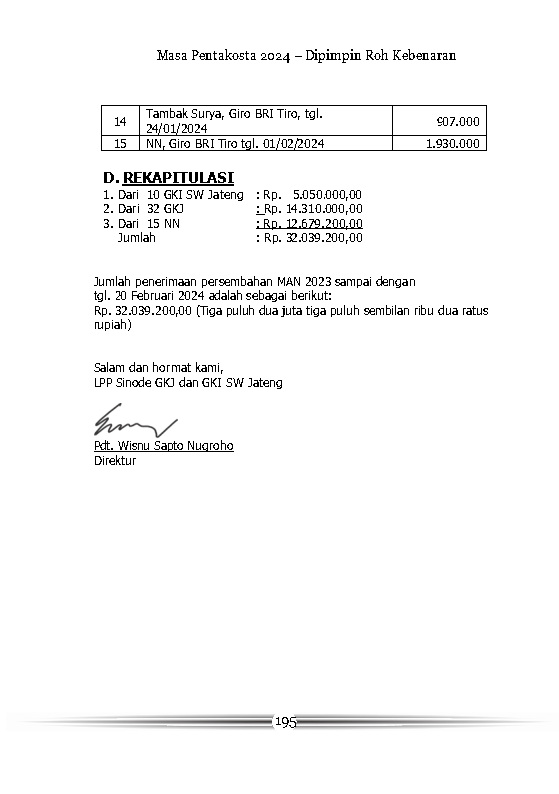 Masa Pentakosta 2024 – Dipimpin Roh Kebenaran
14 Tambak Surya, Giro BRI Tiro, tgl. 24/01/2024 907.000
15 NN, Giro BRI Tiro tgl. 01/02/2024 1.930.000
D. REKAPITULASI
1. Dari 10 GKI SW Jateng : Rp. 5.050.000,00
2. Dari 32 GKJ : Rp. 14.310.000,00
3. Dari 15 NN : Rp. 12.679.200,00
Jumlah : Rp. 32.039.200,00
Jumlah penerimaan persembahan MAN 2023 sampai dengan
tgl. 20 Februari 2024 adalah sebagai berikut:
Rp. 32.039.200,00 (Tiga puluh dua juta tiga puluh sembilan ribu dua ratus
rupiah)
Salam dan hormat kami,
LPP Sinode GKJ dan GKI SW Jateng
Pdt. Wisnu Sapto Nugroho
Direktur
195